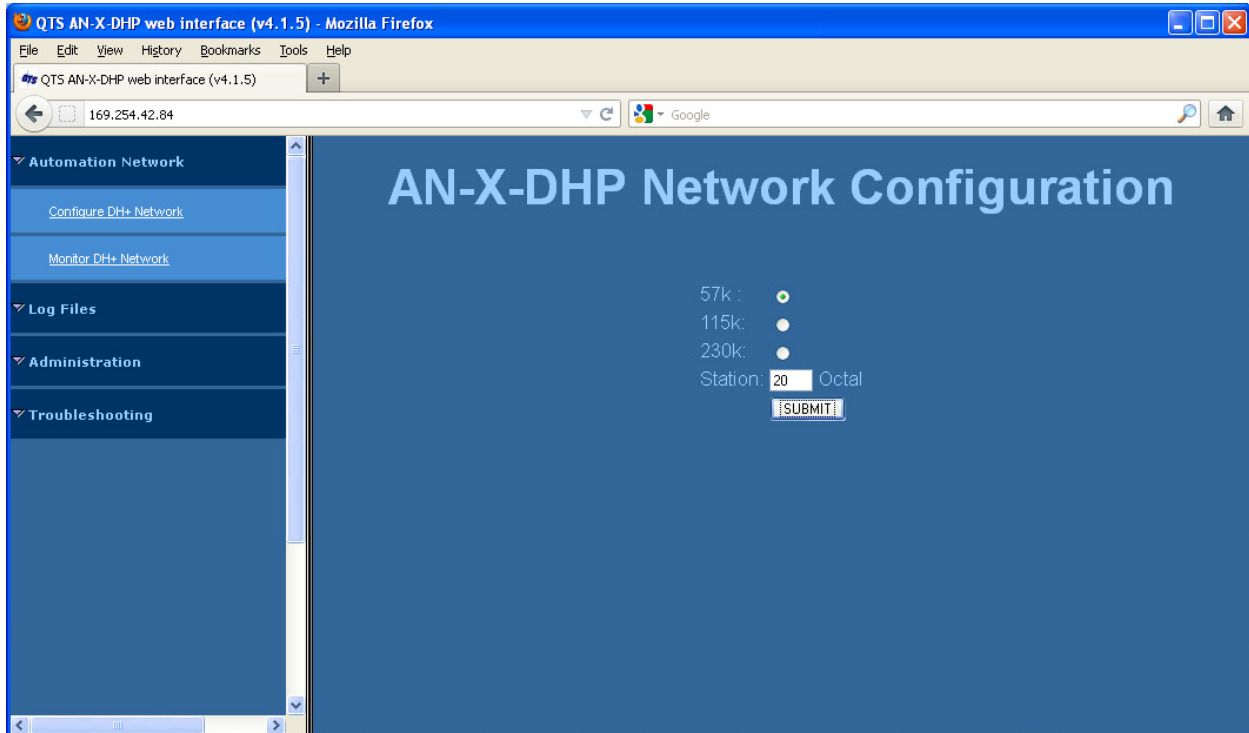 QTS AN-X-DHP web interface (v4.1.5) - Mozilla Firefox
File Edit View History Bookmarks Tools Help
QTS QTS AN-X-DHP web interface (v4.1.5) +
169.254.42.84 Google
Automation Network
Configure DH+ Network
Monitor DH+ Network
Log Files
Administration
Troubleshooting
AN-X-DHP Network Configuration
57k :
115k:
230k:
Station: 20 Octal
SUBMIT